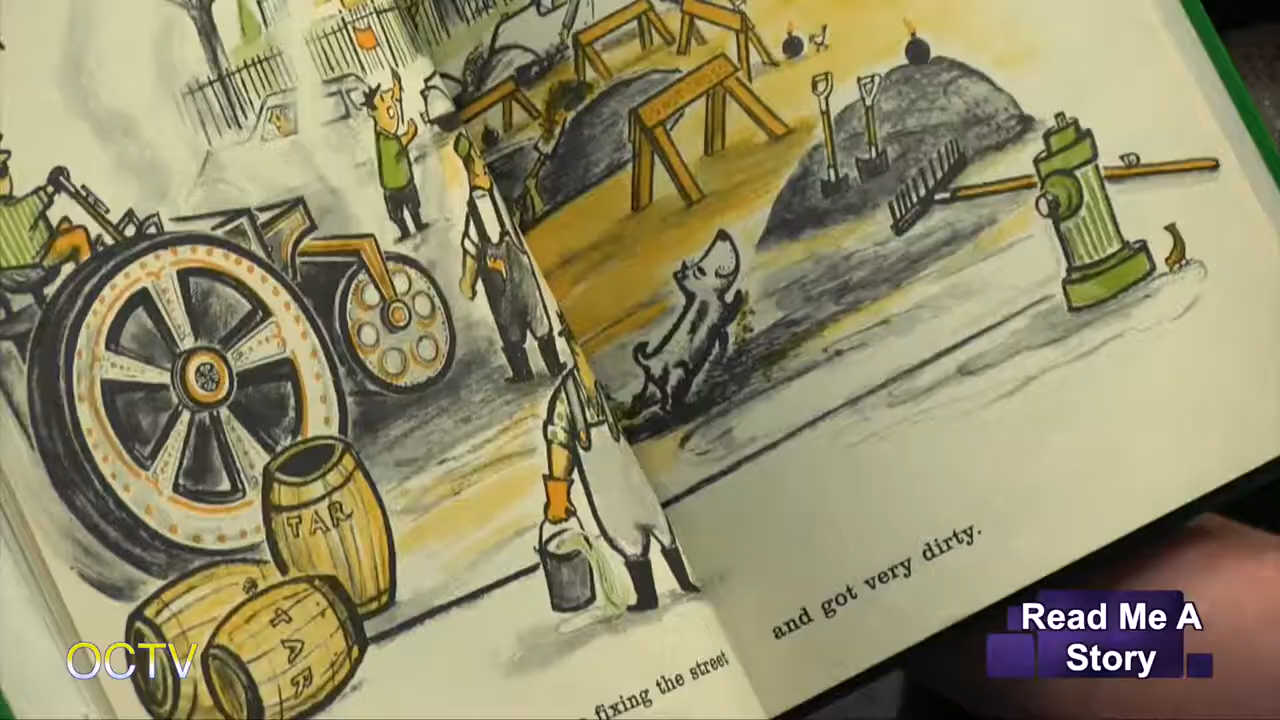 TAR
TAR
fixing the street
and got very dirty.
OCTV
Read Me A
Story